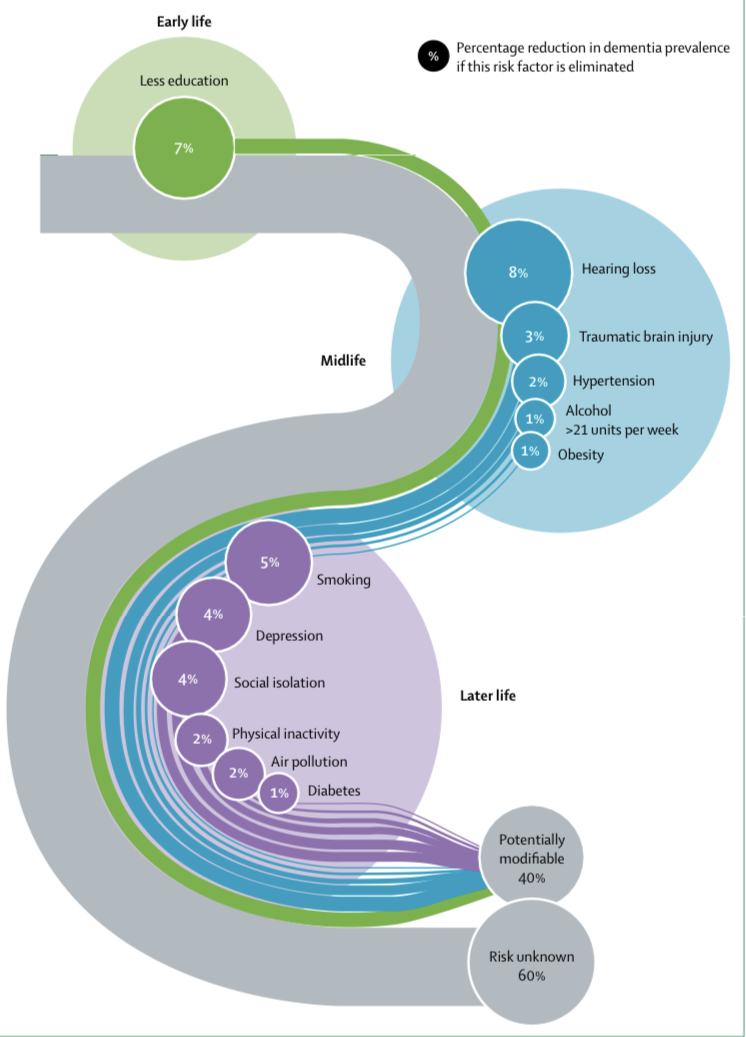 Early life
%
Percentage reduction in dementia prevalence
if this risk factor is eliminated
Less education
7%
8%
Hearing loss
3%
Traumatic brain injury
Midlife
2%
Hypertension
1%
Alcohol
>21 units per week
1%
Obesity
5%
Smoking
4%
Depression
4%
Social isolation
Later life
2%
Physical inactivity
2%
Air pollution
1%
Diabetes
Potentially
modifiable
40%
Risk unknown
60%